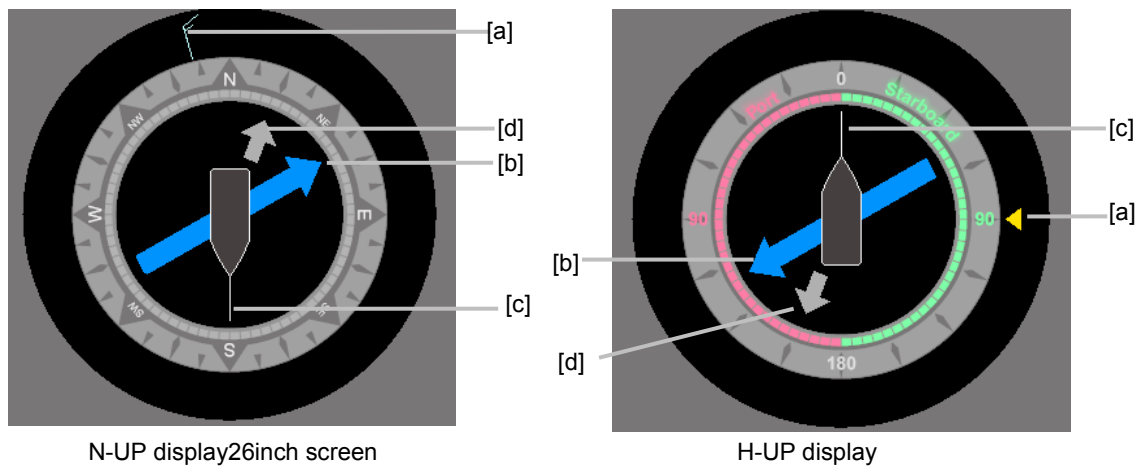 [a]
N
NE
E
SE
S
SW
W
NW
[d]
[b]
[c]
N-UP display26inch screen
0
Port
Starboard
90
90
180
[c]
[a]
[b]
[d]
H-UP display